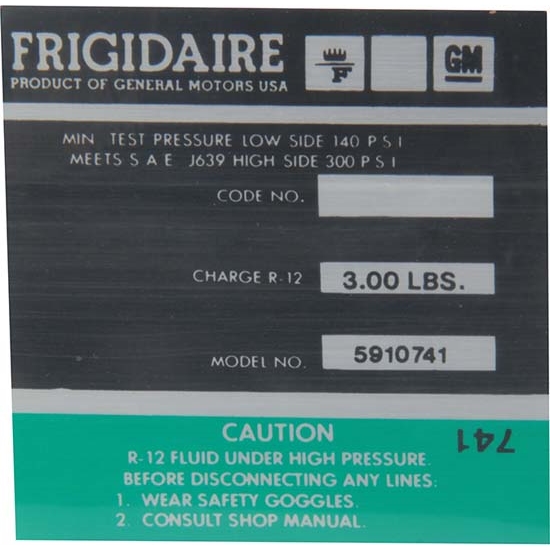 FRIGIDAIRE
PRODUCT OF GENERAL MOTORS USA
F
GM
MIN TEST PRESSURE LOW SIDE 140 P S I
MEETS S A E J639 HIGH SIDE 300 P S I
CODE NO.
CHARGE R-12 3.00 LBS.
MODEL NO. 5910741
CAUTION
741
R-12 FLUID UNDER HIGH PRESSURE.
BEFORE DISCONNECTING ANY LINES:
1. WEAR SAFETY GOGGLES.
2. CONSULT SHOP MANUAL.